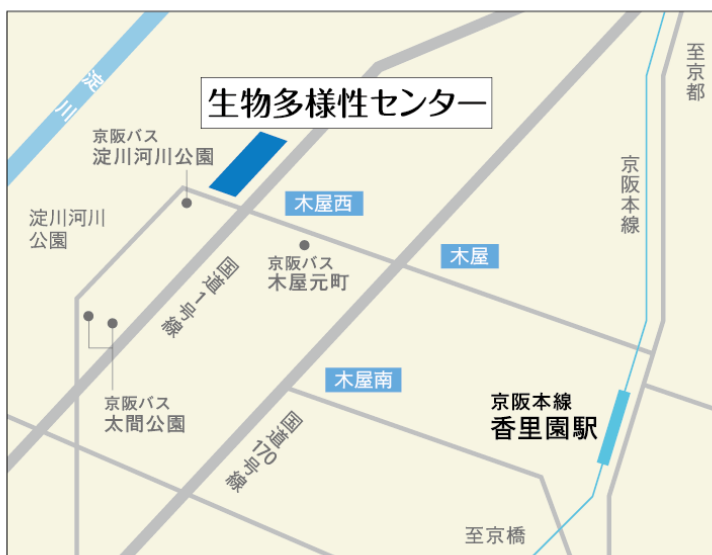 淀川
生物多様性センター
至京都
京阪バス
淀川河川公園
京阪本線
淀川河川
公園
木屋西
木屋
京阪バス
木屋元町
国道1号線
木屋南
京阪バス
太間公園
京阪本線
香里園駅
国道170号線
至京橋